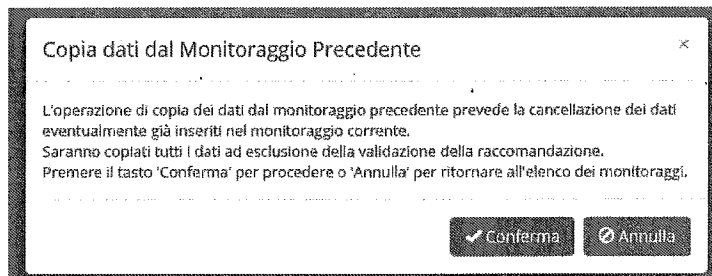 Copia dati dal Monitoraggio Precedente ×
L'operazione di copia dei dati dal monitoraggio precedente prevede la cancellazione dei dati
eventualmente già inseriti nel monitoraggio corrente.
Saranno copiati tutti i dati ad esclusione della validazione della raccomandazione.
Premere il tasto 'Conferma' per procedere o 'Annulla' per ritornare all'elenco dei monitoraggi.
Conferma Annulla